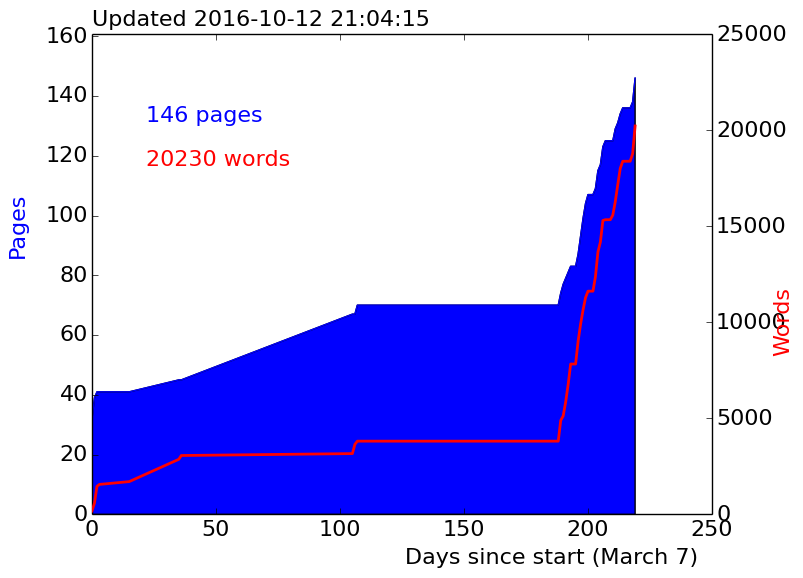 Updated 2016-10-12 21:04:15
146 pages
20230 words
Pages
160
140
120
100
80
60
40
20
0
25000
20000
15000
10000
5000
0
Words
0 50 100 150 200 250
Days since start (March 7)